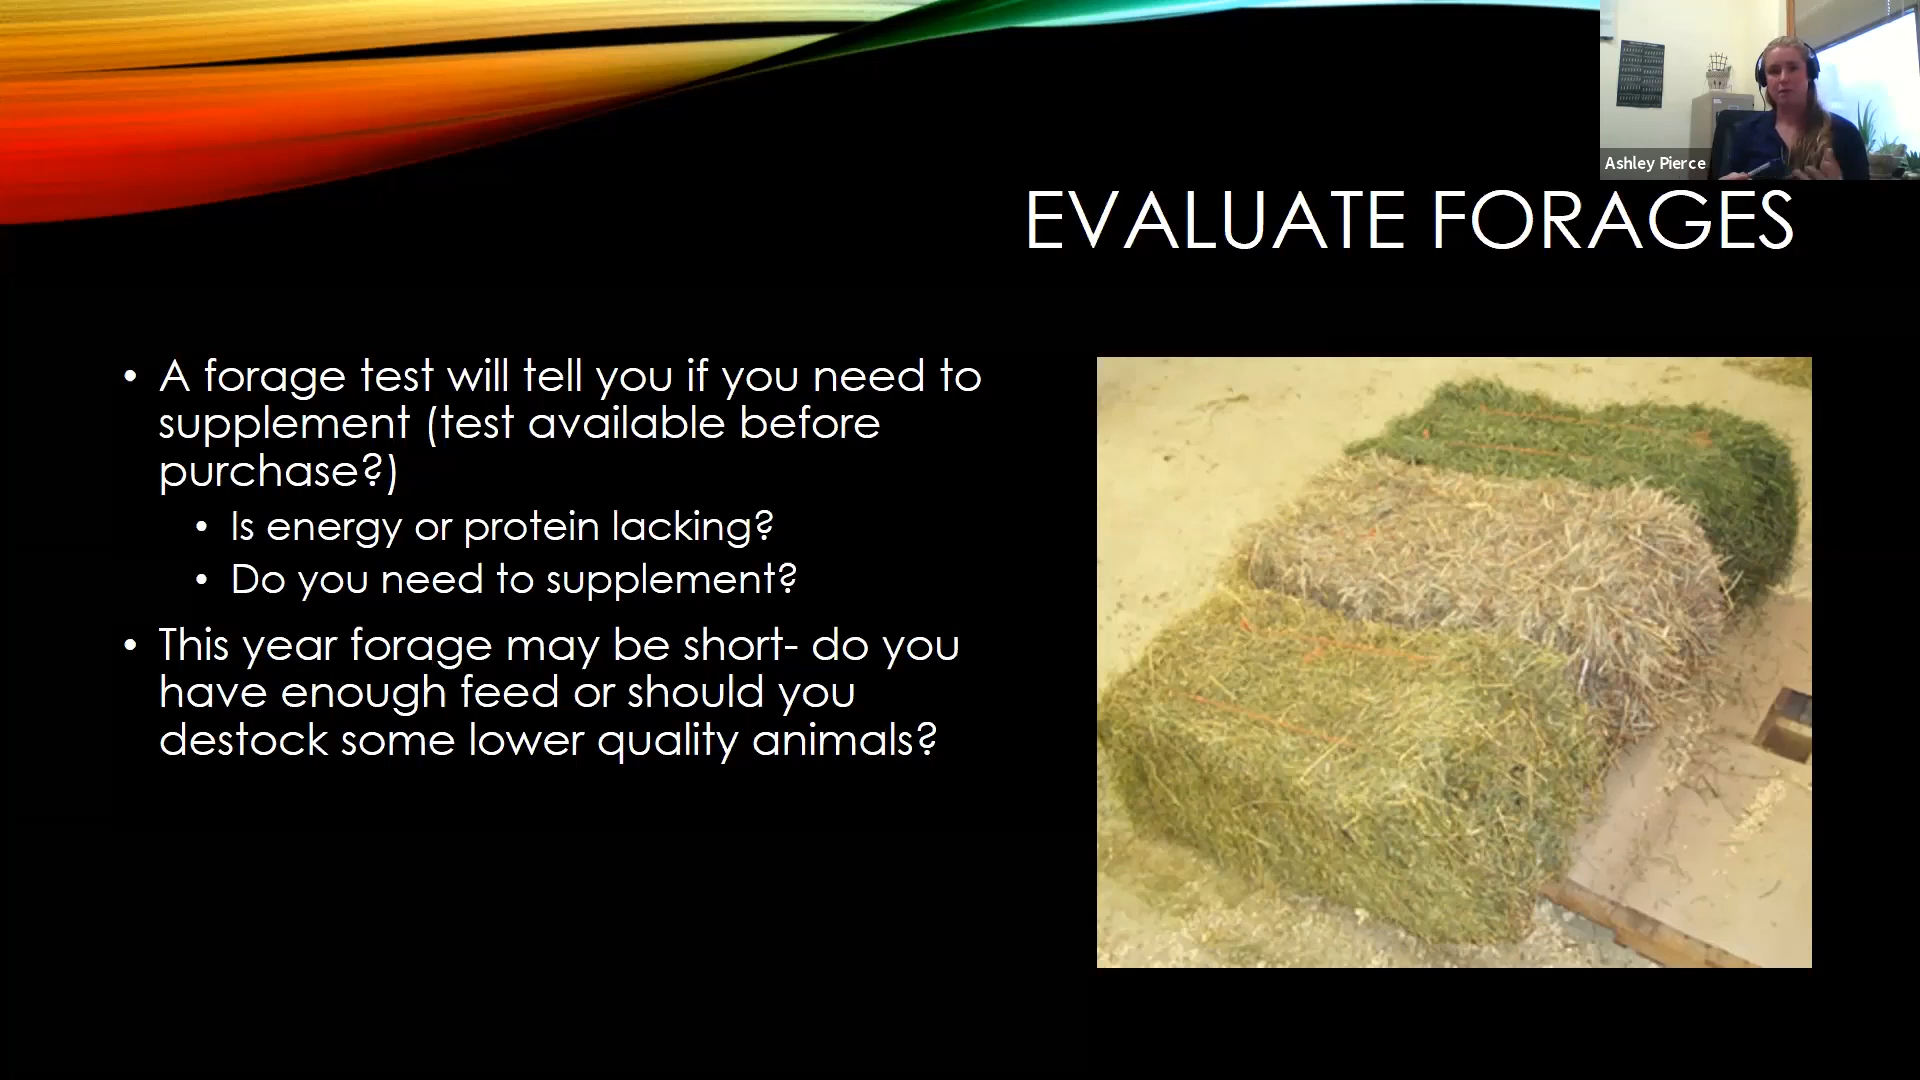 Ashley Pierce
EVALUATE FORAGES
• A forage test will tell you if you need to
supplement (test available before
purchase?)
• Is energy or protein lacking?
• Do you need to supplement?
• This year forage may be short- do you
have enough feed or should you
destock some lower quality animals?